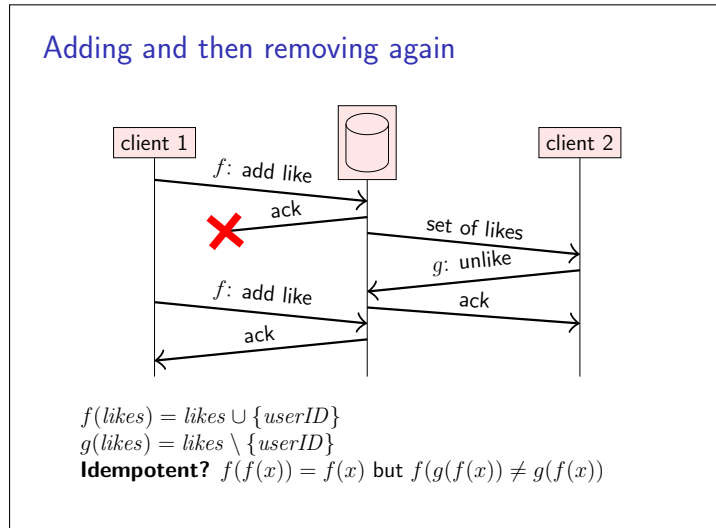 Adding and then removing again
client 1
client 2
f: add like
ack
set of likes
g: unlike
f: add like
ack
ack
f(likes) = likes ∪ {userID}
g(likes) = likes \ {userID}
Idempotent? f(f(x)) = f(x) but f(g(f(x)) ≠ g(f(x))